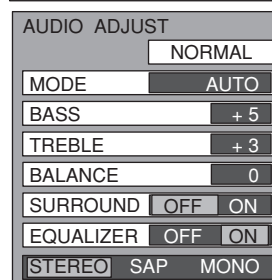 AUDIO ADJUST
NORMAL
MODE AUTO
BASS + 5
TREBLE + 3
BALANCE 0
SURROUND OFF ON
EQUALIZER OFF ON
STEREO SAP MONO